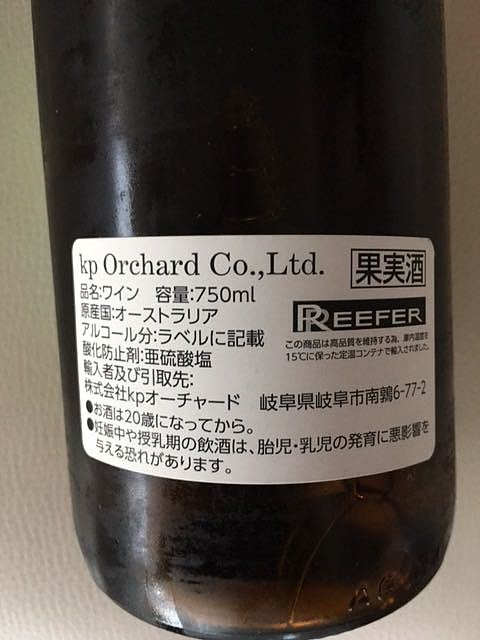 kp Orchard Co.,Ltd.
果実酒
品名:ワイン 容量:750ml
原産国:オーストラリア
アルコール分:ラベルに記載
酸化防止剤:亜硫酸塩
輸入者及び引取先:
株式会社kpオーチャード 岐阜県岐阜市南鶉6-77-2
REEFER
この商品は高品質を維持する為、庫内温度を
15℃に保った定温コンテナで輸入されました。
●お酒は20歳になってから。
●妊娠中や授乳期の飲酒は、胎児・乳児の発育に悪影響を
与える恐れがあります。